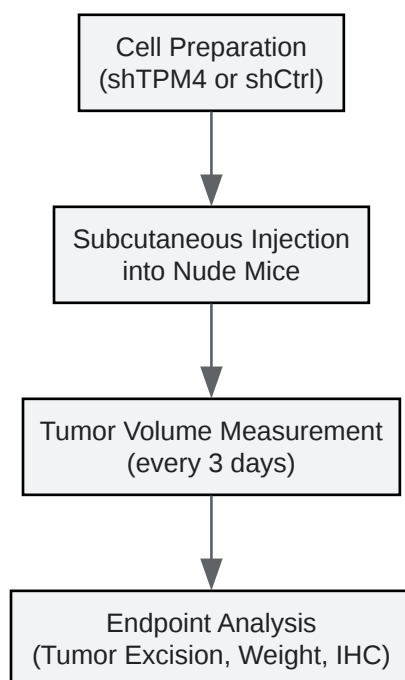 Cell Preparation
(shTPM4 or shCtrl)
Subcutaneous Injection
into Nude Mice
Tumor Volume Measurement
(every 3 days)
Endpoint Analysis
(Tumor Excision, Weight, IHC)